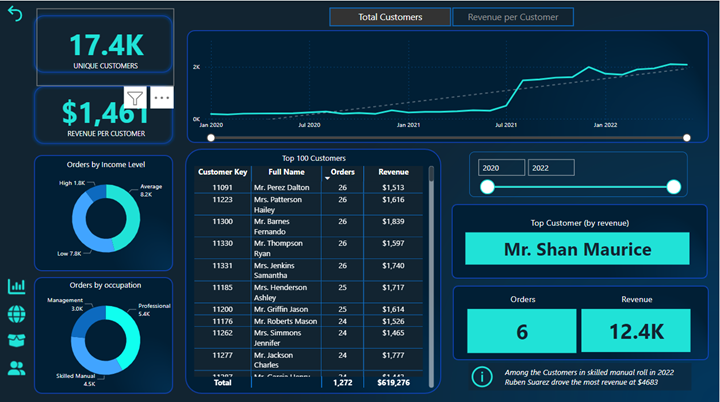 17.4K
UNIQUE CUSTOMERS
$1,461
REVENUE PER CUSTOMER
Total Customers
Revenue per Customer
2K
0K
Jan 2020
Jul 2020
Jan 2021
Jul 2021
Jan 2022
Orders by Income Level
High 1.8K
Average
8.2K
Low 7.8K
Orders by occupation
Management
3.0K
Professional
5.4K
Skilled Manual
4.5K
Top 100 Customers
Customer Key Full Name Orders Revenue
11091 Mr. Perez Dalton 26 $1,513
11223 Mrs. Patterson Hailey 26 $1,616
11300 Mr. Barnes Fernando 26 $1,839
11330 Mr. Thompson Ryan 26 $1,597
11331 Mrs. Jenkins Samantha 26 $1,740
11185 Mrs. Henderson Ashley 25 $1,717
11200 Mr. Griffin Jason 25 $1,614
11176 Mr. Roberts Mason 24 $1,526
11262 Mrs. Simmons Jennifer 24 $1,465
11277 Mr. Jackson Charles 24 $1,777
Total 1,272 $619,276
2020
2022
Top Customer (by revenue)
Mr. Shan Maurice
Orders
Revenue
6
12.4K
Among the Customers in skilled manual roll in 2022
Ruben Suarez drove the most revenue at $4683